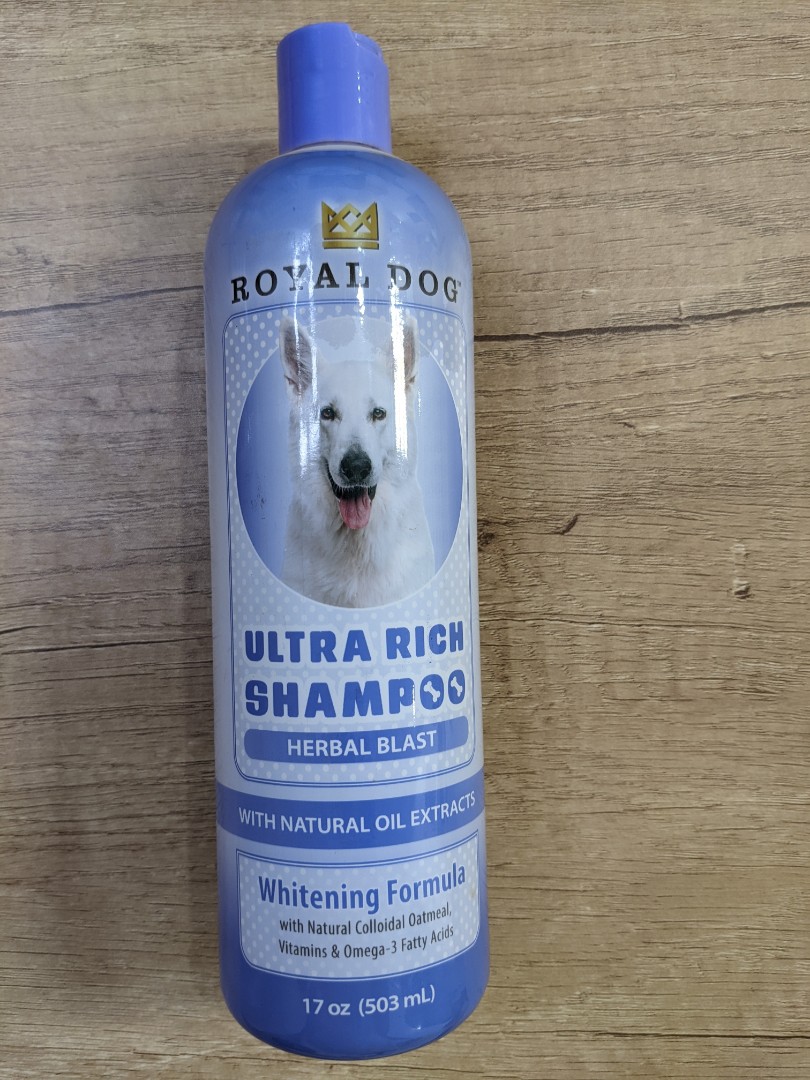 ROYAL DOG™
ULTRA RICH
SHAMPOO
HERBAL BLAST
WITH NATURAL OIL EXTRACTS
Whitening Formula
with Natural Colloidal Oatmeal,
Vitamins & Omega-3 Fatty Acids
17 oz (503 mL)